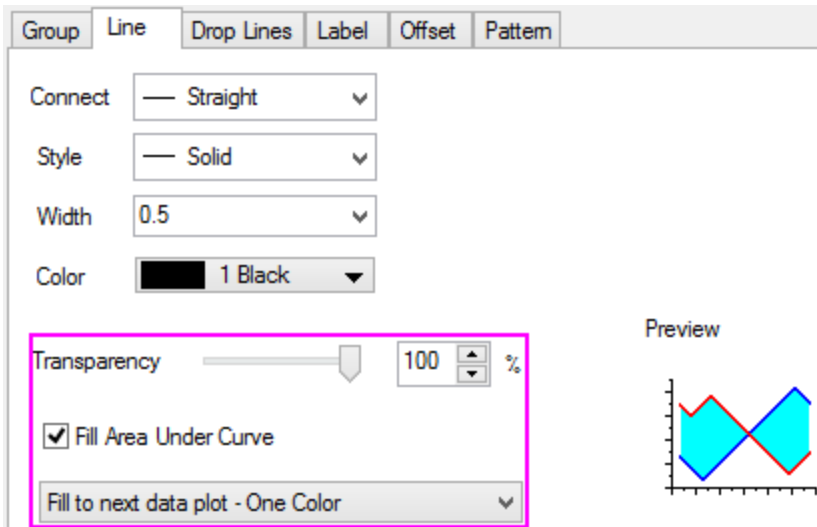 Group Line Drop Lines Label Offset Pattern
Connect Straight
Style Solid
Width 0.5
Color 1 Black
Transparency 100 %
Preview
Fill Area Under Curve
Fill to next data plot - One Color